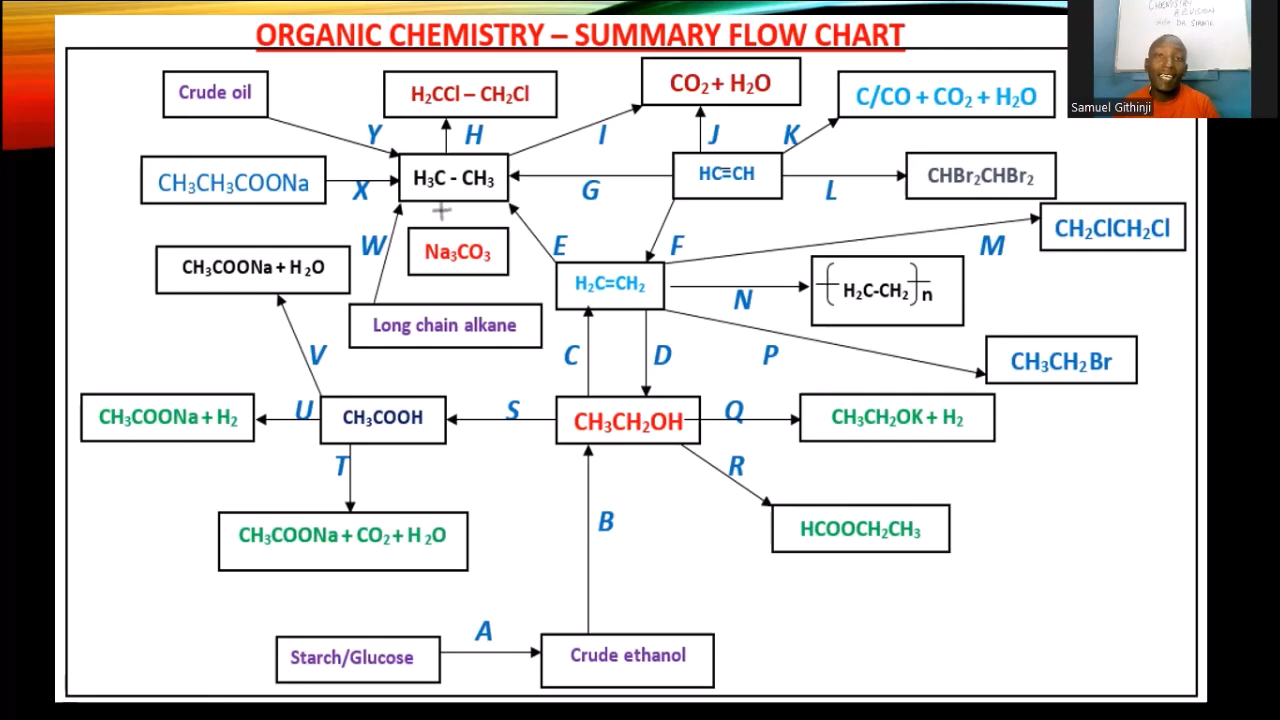 ORGANIC CHEMISTRY – SUMMARY FLOW CHART
CHEMISTRY
REVISION
Samuel Githinji
Crude oil
H₂CCl – CH₂Cl
CO₂ + H₂O
C/CO + CO₂ + H₂O
Y
H
I
J
K
CH₃CH₃COONa
X
H₃C - CH₃
G
HC≡CH
L
CHBr₂CHBr₂
+
W
Na₃CO₃
E
F
M
CH₂ClCH₂Cl
CH₃COONa + H₂O
H₂C=CH₂
N
( H₂C-CH₂ )n
Long chain alkane
V
C
D
P
CH₃CH₂Br
CH₃COONa + H₂
U
CH₃COOH
S
CH₃CH₂OH
Q
CH₃CH₂OK + H₂
T
R
CH₃COONa + CO₂ + H₂O
B
HCOOCH₂CH₃
A
Starch/Glucose
Crude ethanol